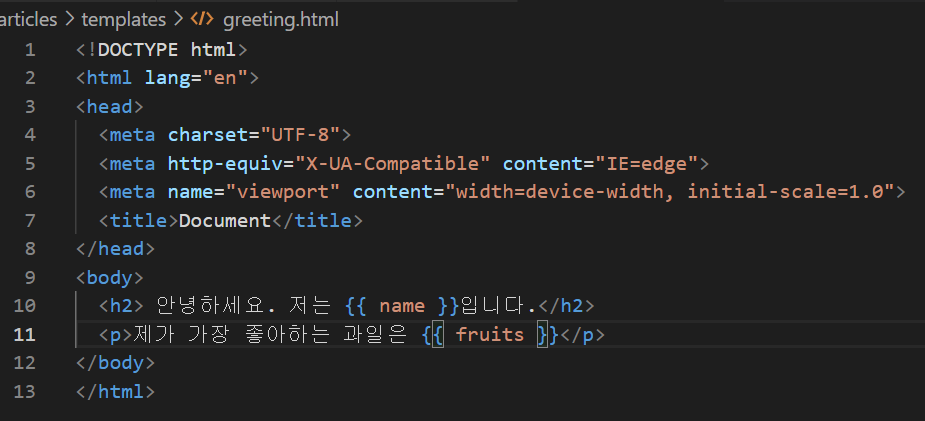 articles > templates > <> greeting.html
1 <!DOCTYPE html>
2 <html lang="en">
3 <head>
4 <meta charset="UTF-8">
5 <meta http-equiv="X-UA-Compatible" content="IE=edge">
6 <meta name="viewport" content="width=device-width, initial-scale=1.0">
7 <title>Document</title>
8 </head>
9 <body>
10 <h2> 안녕하세요. 저는 {{ name }}입니다.</h2>
11 <p>제가 가장 좋아하는 과일은 {{ fruits }}</p>
12 </body>
13 </html>